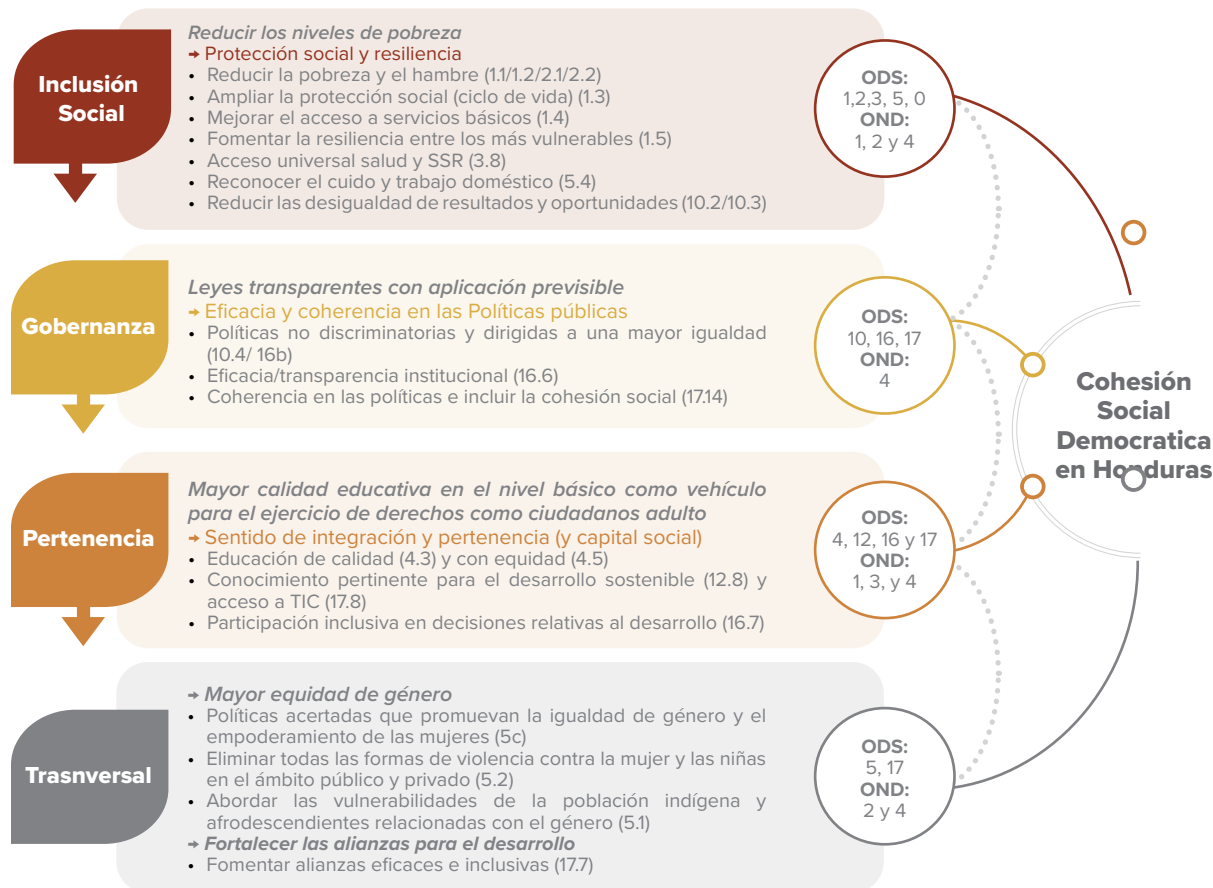 Inclusión
Social
Reducir los niveles de pobreza
→ Protección social y resiliencia
• Reducir la pobreza y el hambre (1.1/1.2/2.1/2.2)
• Ampliar la protección social (ciclo de vida) (1.3)
• Mejorar el acceso a servicios básicos (1.4)
• Fomentar la resiliencia entre los más vulnerables (1.5)
• Acceso universal salud y SSR (3.8)
• Reconocer el cuido y trabajo doméstico (5.4)
• Reducir las desigualdad de resultados y oportunidades (10.2/10.3)
ODS:
1,2,3, 5, 0
OND:
1, 2 y 4
Gobernanza
Leyes transparentes con aplicación previsible
→ Eficacia y coherencia en las Políticas públicas
• Políticas no discriminatorias y dirigidas a una mayor igualdad
(10.4/ 16b)
• Eficacia/transparencia institucional (16.6)
• Coherencia en las políticas e incluir la cohesión social (17.14)
ODS:
10, 16, 17
OND:
4
Pertenencia
Mayor calidad educativa en el nivel básico como vehículo
para el ejercicio de derechos como ciudadanos adulto
→ Sentido de integración y pertenencia (y capital social)
• Educación de calidad (4.3) y con equidad (4.5)
• Conocimiento pertinente para el desarrollo sostenible (12.8) y
acceso a TIC (17.8)
• Participación inclusiva en decisiones relativas al desarrollo (16.7)
ODS:
4, 12, 16 y 17
OND:
1, 3, y 4
Trasnversal
→ Mayor equidad de género
• Políticas acertadas que promuevan la igualdad de género y el
empoderamiento de las mujeres (5c)
• Eliminar todas las formas de violencia contra la mujer y las niñas
en el ámbito público y privado (5.2)
• Abordar las vulnerabilidades de la población indígena y
afrodescendientes relacionadas con el género (5.1)
→ Fortalecer las alianzas para el desarrollo
• Fomentar alianzas eficaces e inclusivas (17.7)
ODS:
5, 17
OND:
2 y 4
Cohesión
Social
Democratica
en Honduras